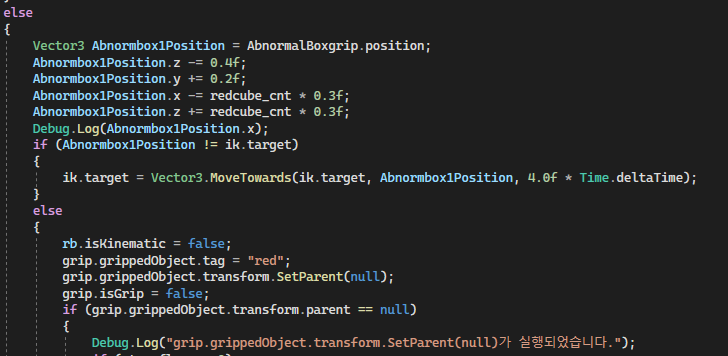 else
{
Vector3 Abnormbox1Position = AbnormalBoxgrip.position;
Abnormbox1Position.z -= 0.4f;
Abnormbox1Position.y += 0.2f;
Abnormbox1Position.x -= redcube_cnt * 0.3f;
Abnormbox1Position.z += redcube_cnt * 0.3f;
Debug.Log(Abnormbox1Position.x);
if (Abnormbox1Position != ik.target)
{
ik.target = Vector3.MoveTowards(ik.target, Abnormbox1Position, 4.0f * Time.deltaTime);
}
else
{
rb.isKinematic = false;
grip.grippedObject.tag = "red";
grip.grippedObject.transform.SetParent(null);
grip.isGrip = false;
if (grip.grippedObject.transform.parent == null)
{
Debug.Log("grip.grippedObject.transform.SetParent(null)가 실행되었습니다.");